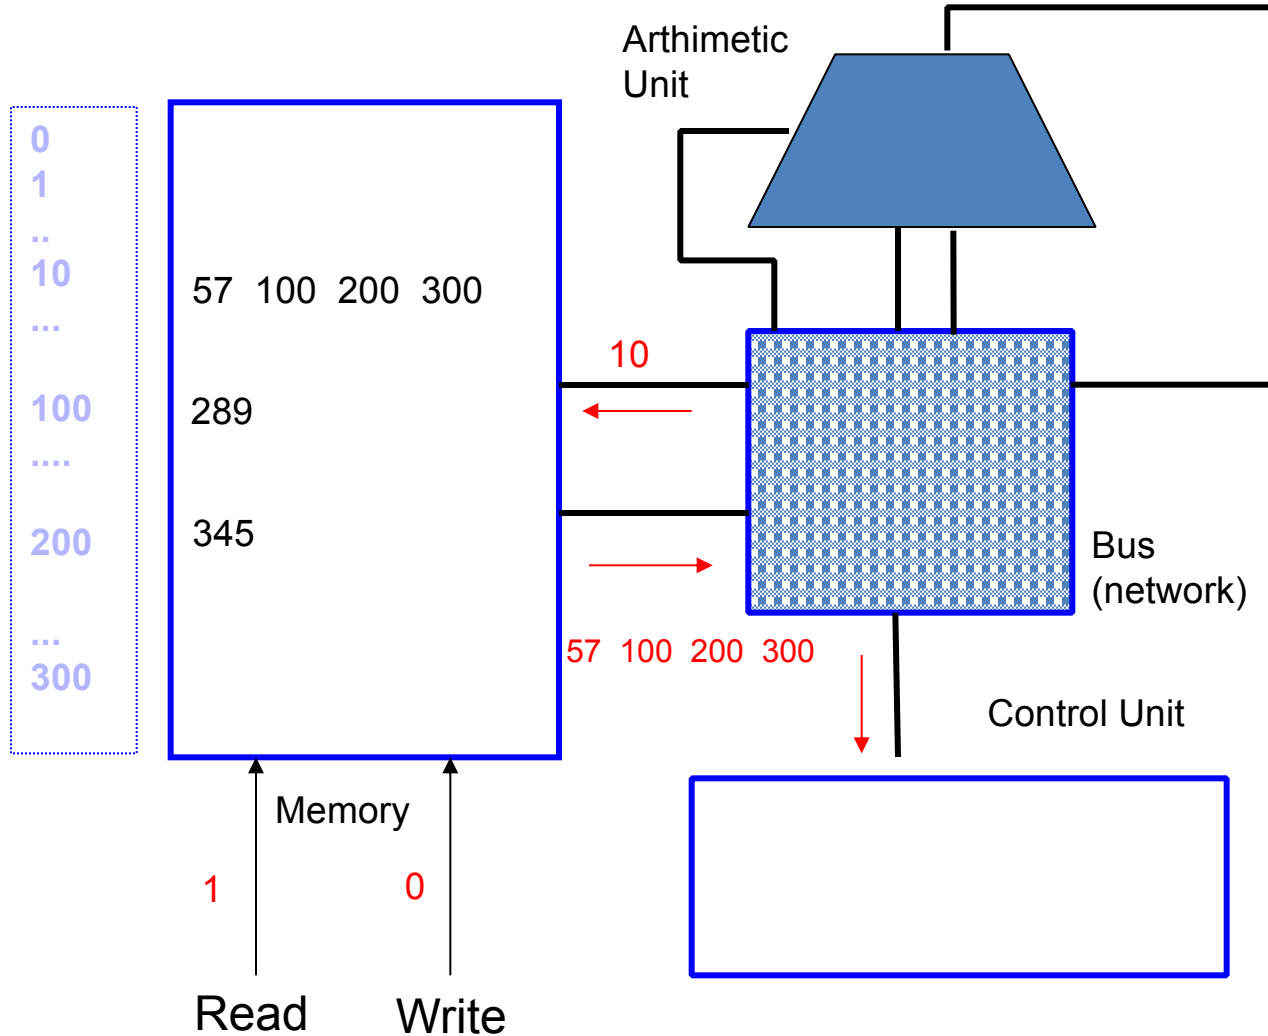 Arthimetic
Unit
0
1
..
10
...
100
....
200
...
300
57 100 200 300
289
345
10
57 100 200 300
Bus
(network)
Control Unit
Memory
1
0
Read
Write